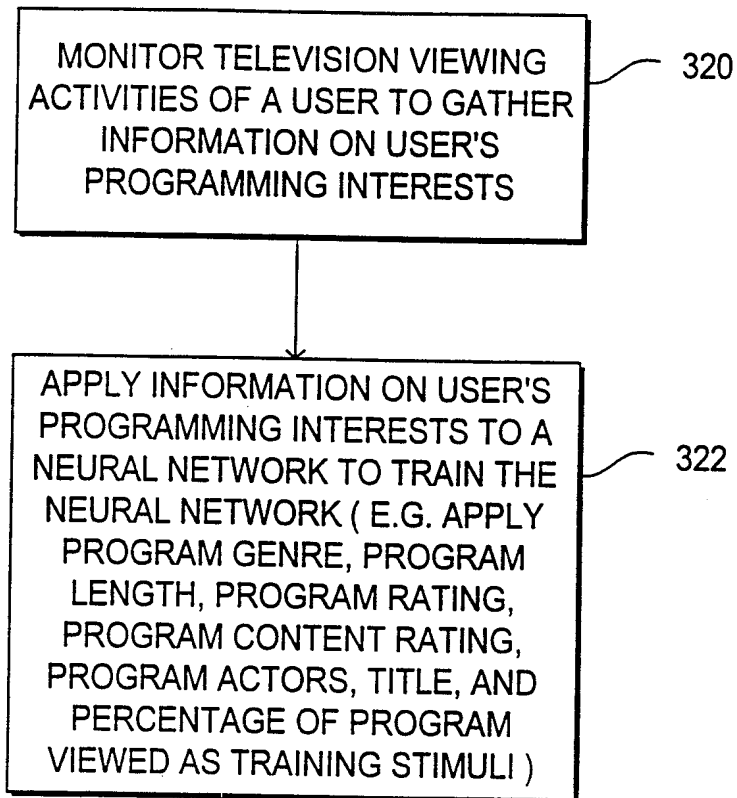 MONITOR TELEVISION VIEWING
ACTIVITIES OF A USER TO GATHER
INFORMATION ON USER'S
PROGRAMMING INTERESTS
320
APPLY INFORMATION ON USER'S
PROGRAMMING INTERESTS TO A
NEURAL NETWORK TO TRAIN THE
NEURAL NETWORK ( E.G. APPLY
PROGRAM GENRE, PROGRAM
LENGTH, PROGRAM RATING,
PROGRAM CONTENT RATING,
PROGRAM ACTORS, TITLE, AND
PERCENTAGE OF PROGRAM
VIEWED AS TRAINING STIMULI )
322